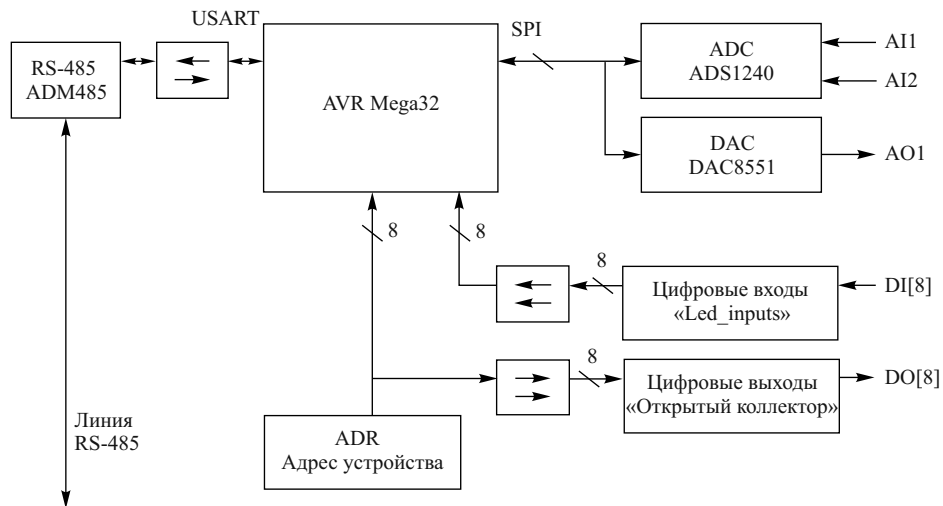 USART
SPI
RS-485
ADM485
AVR Mega32
ADC
ADS1240
AI1
AI2
DAC
DAC8551
AO1
8
8
8
Цифровые входы
«Led_inputs»
DI[8]
8
Цифровые выходы
«Открытый коллектор»
DO[8]
ADR
Адрес устройства
Линия
RS-485